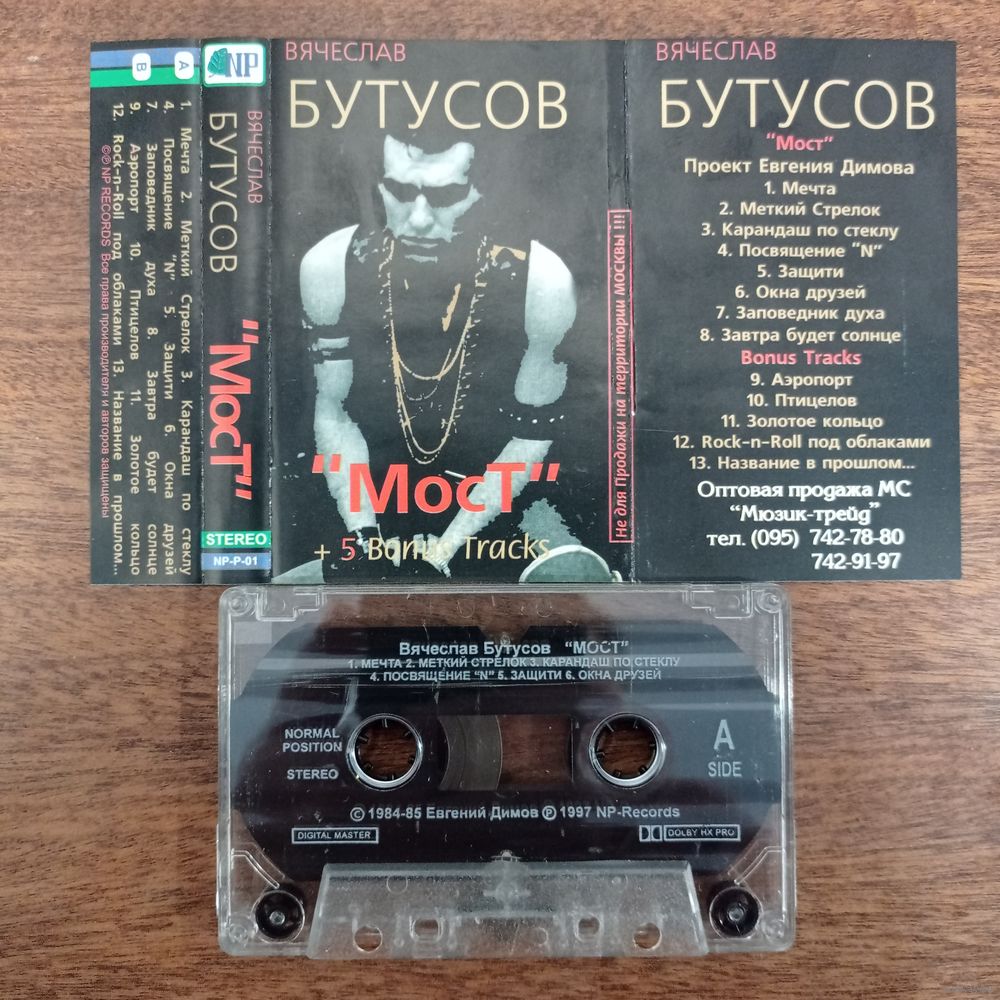 A
B
1. Мечта 2. Меткий Стрелок 3. Карандаш по стеклу
4. Посвящение "N" 5. Защити 6. Окна друзей
7. Заповедник духа 8. Завтра будет солнце
9. Аэропорт 10. Птицелов 11. Золотое кольцо
12. Rock-n-Roll под облаками 13. Название в прошлом...
©℗ NP RECORDS Все права производителя и авторов защищены
NP
ВЯЧЕСЛАВ
БУТУСОВ
"МосТ"
STEREO
NP-P-01
ВЯЧЕСЛАВ
БУТУСОВ
"МосТ"
+ 5 Bonus Tracks
Не для Продажи на территории москвы !!!
ВЯЧЕСЛАВ
БУТУСОВ
"Мост"
Проект Евгения Димова
1. Мечта
2. Меткий Стрелок
3. Карандаш по стеклу
4. Посвящение "N"
5. Защити
6. Окна друзей
7. Заповедник духа
8. Завтра будет солнце
Bonus Tracks
9. Аэропорт
10. Птицелов
11. Золотое кольцо
12. Rock-n-Roll под облаками
13. Название в прошлом...
Оптовая продажа МС
"Мюзик-трейд"
тел. (095) 742-78-80
742-91-97
Вячеслав Бутусов "МОСТ"
1. МЕЧТА 2. МЕТКИЙ СТРЕЛОК 3. КАРАНДАШ ПО СТЕКЛУ
4. ПОСВЯЩЕНИЕ "N" 5. ЗАЩИТИ 6. ОКНА ДРУЗЕЙ
NORMAL
POSITION
STEREO
A
SIDE
© 1984-85 Евгений Димов ℗ 1997 NP-Records
DIGITAL MASTER
DOLBY HX PRO